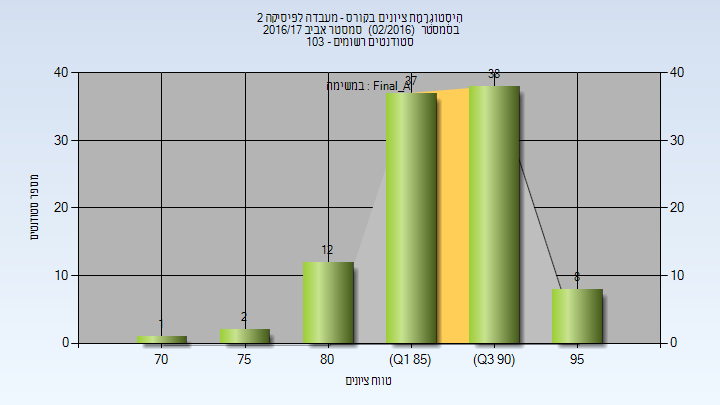 היסטוגרמת ציונים בקורס - מעבדה לפיסיקה 2
בסמסטר (02/2016) סמסטר אביב 2016/17
סטודנטים רשומים - 103
במשימה : Final_A
40 40
30 30
20 20
10 10
0 0
1 2 12 37 38 8
70 75 80 (Q1 85) (Q3 90) 95
מספר סטודנטים
טווח ציונים